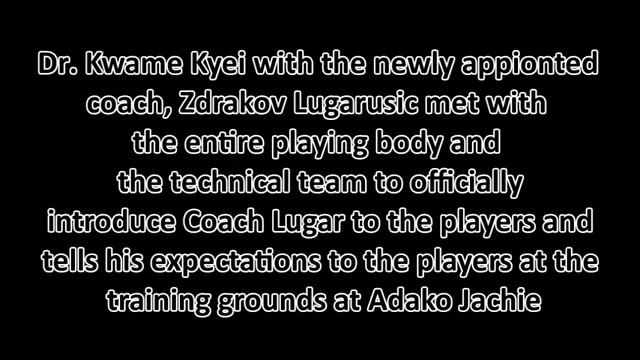 Dr. Kwame Kyei with the newly appionted
coach, Zdrakov Lugarusic met with
the entire playing body and
the technical team to officially
introduce Coach Lugar to the players and
tells his expectations to the players at the
training grounds at Adako Jachie